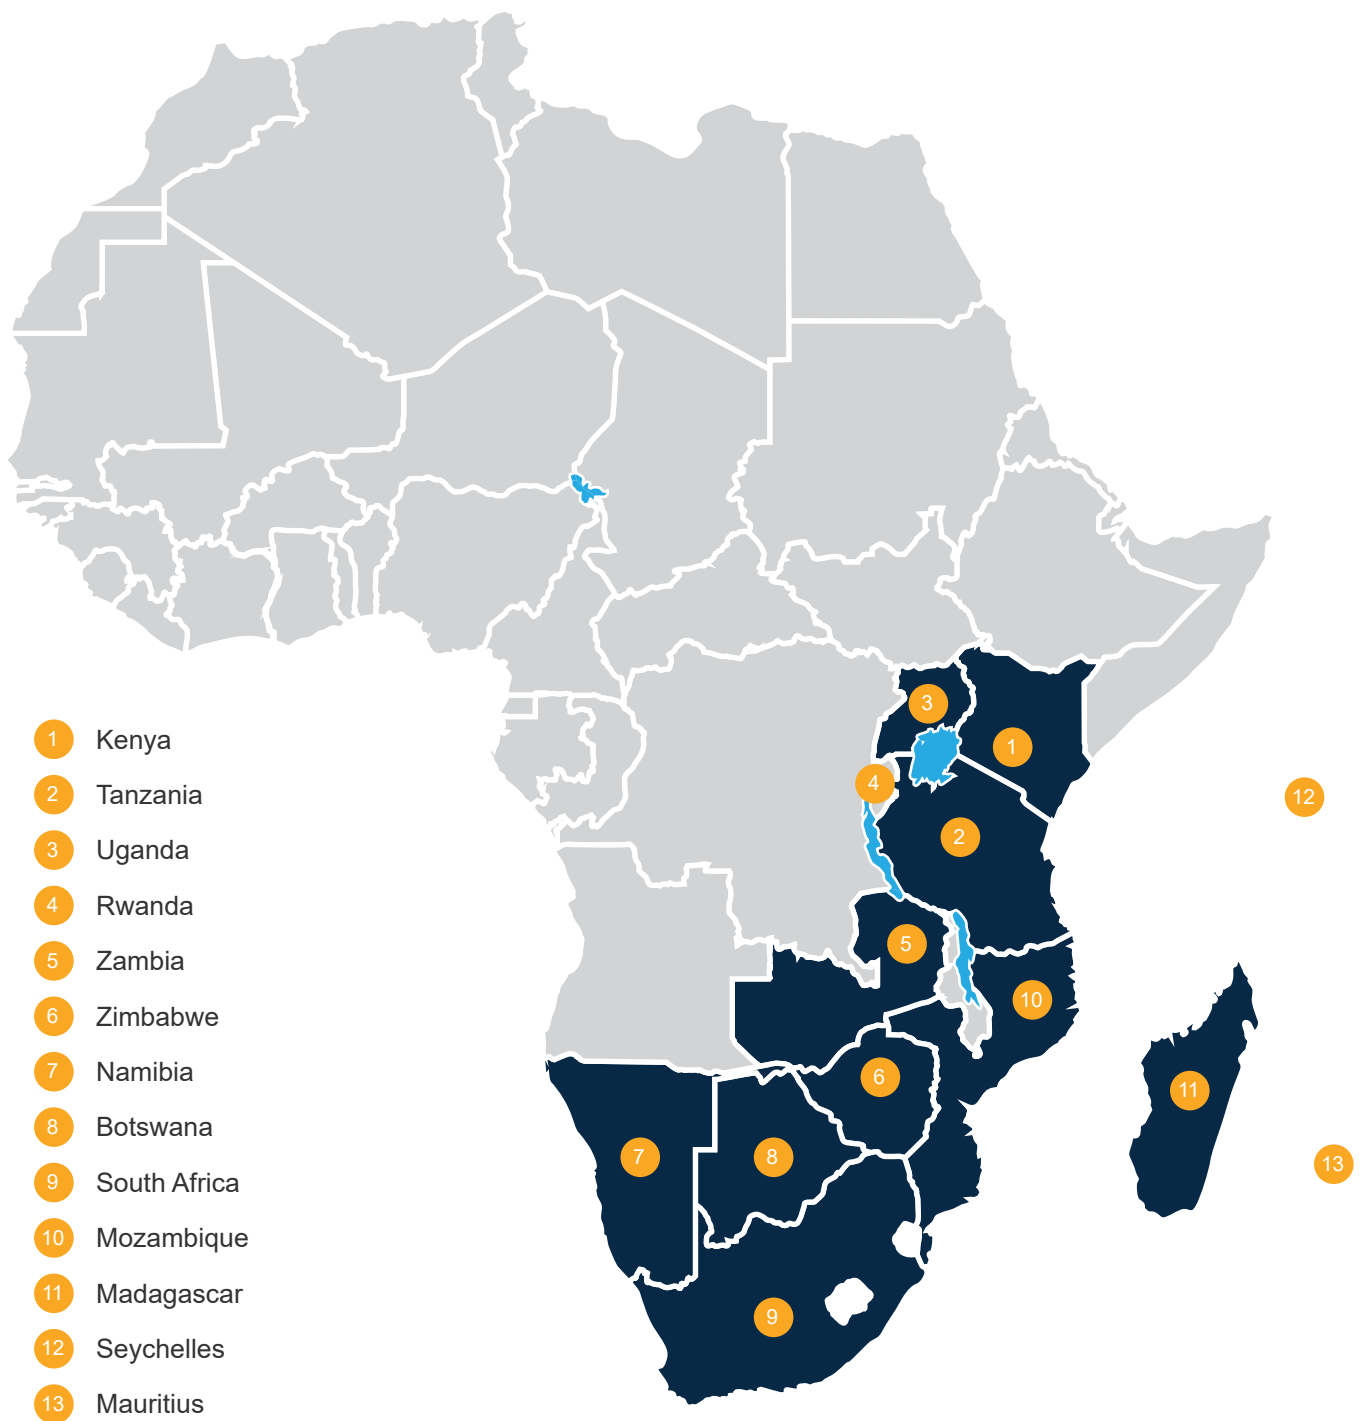 3
1
4
12
2
5
10
6
11
7
8
13
9
1 Kenya
2 Tanzania
3 Uganda
4 Rwanda
5 Zambia
6 Zimbabwe
7 Namibia
8 Botswana
9 South Africa
10 Mozambique
11 Madagascar
12 Seychelles
13 Mauritius